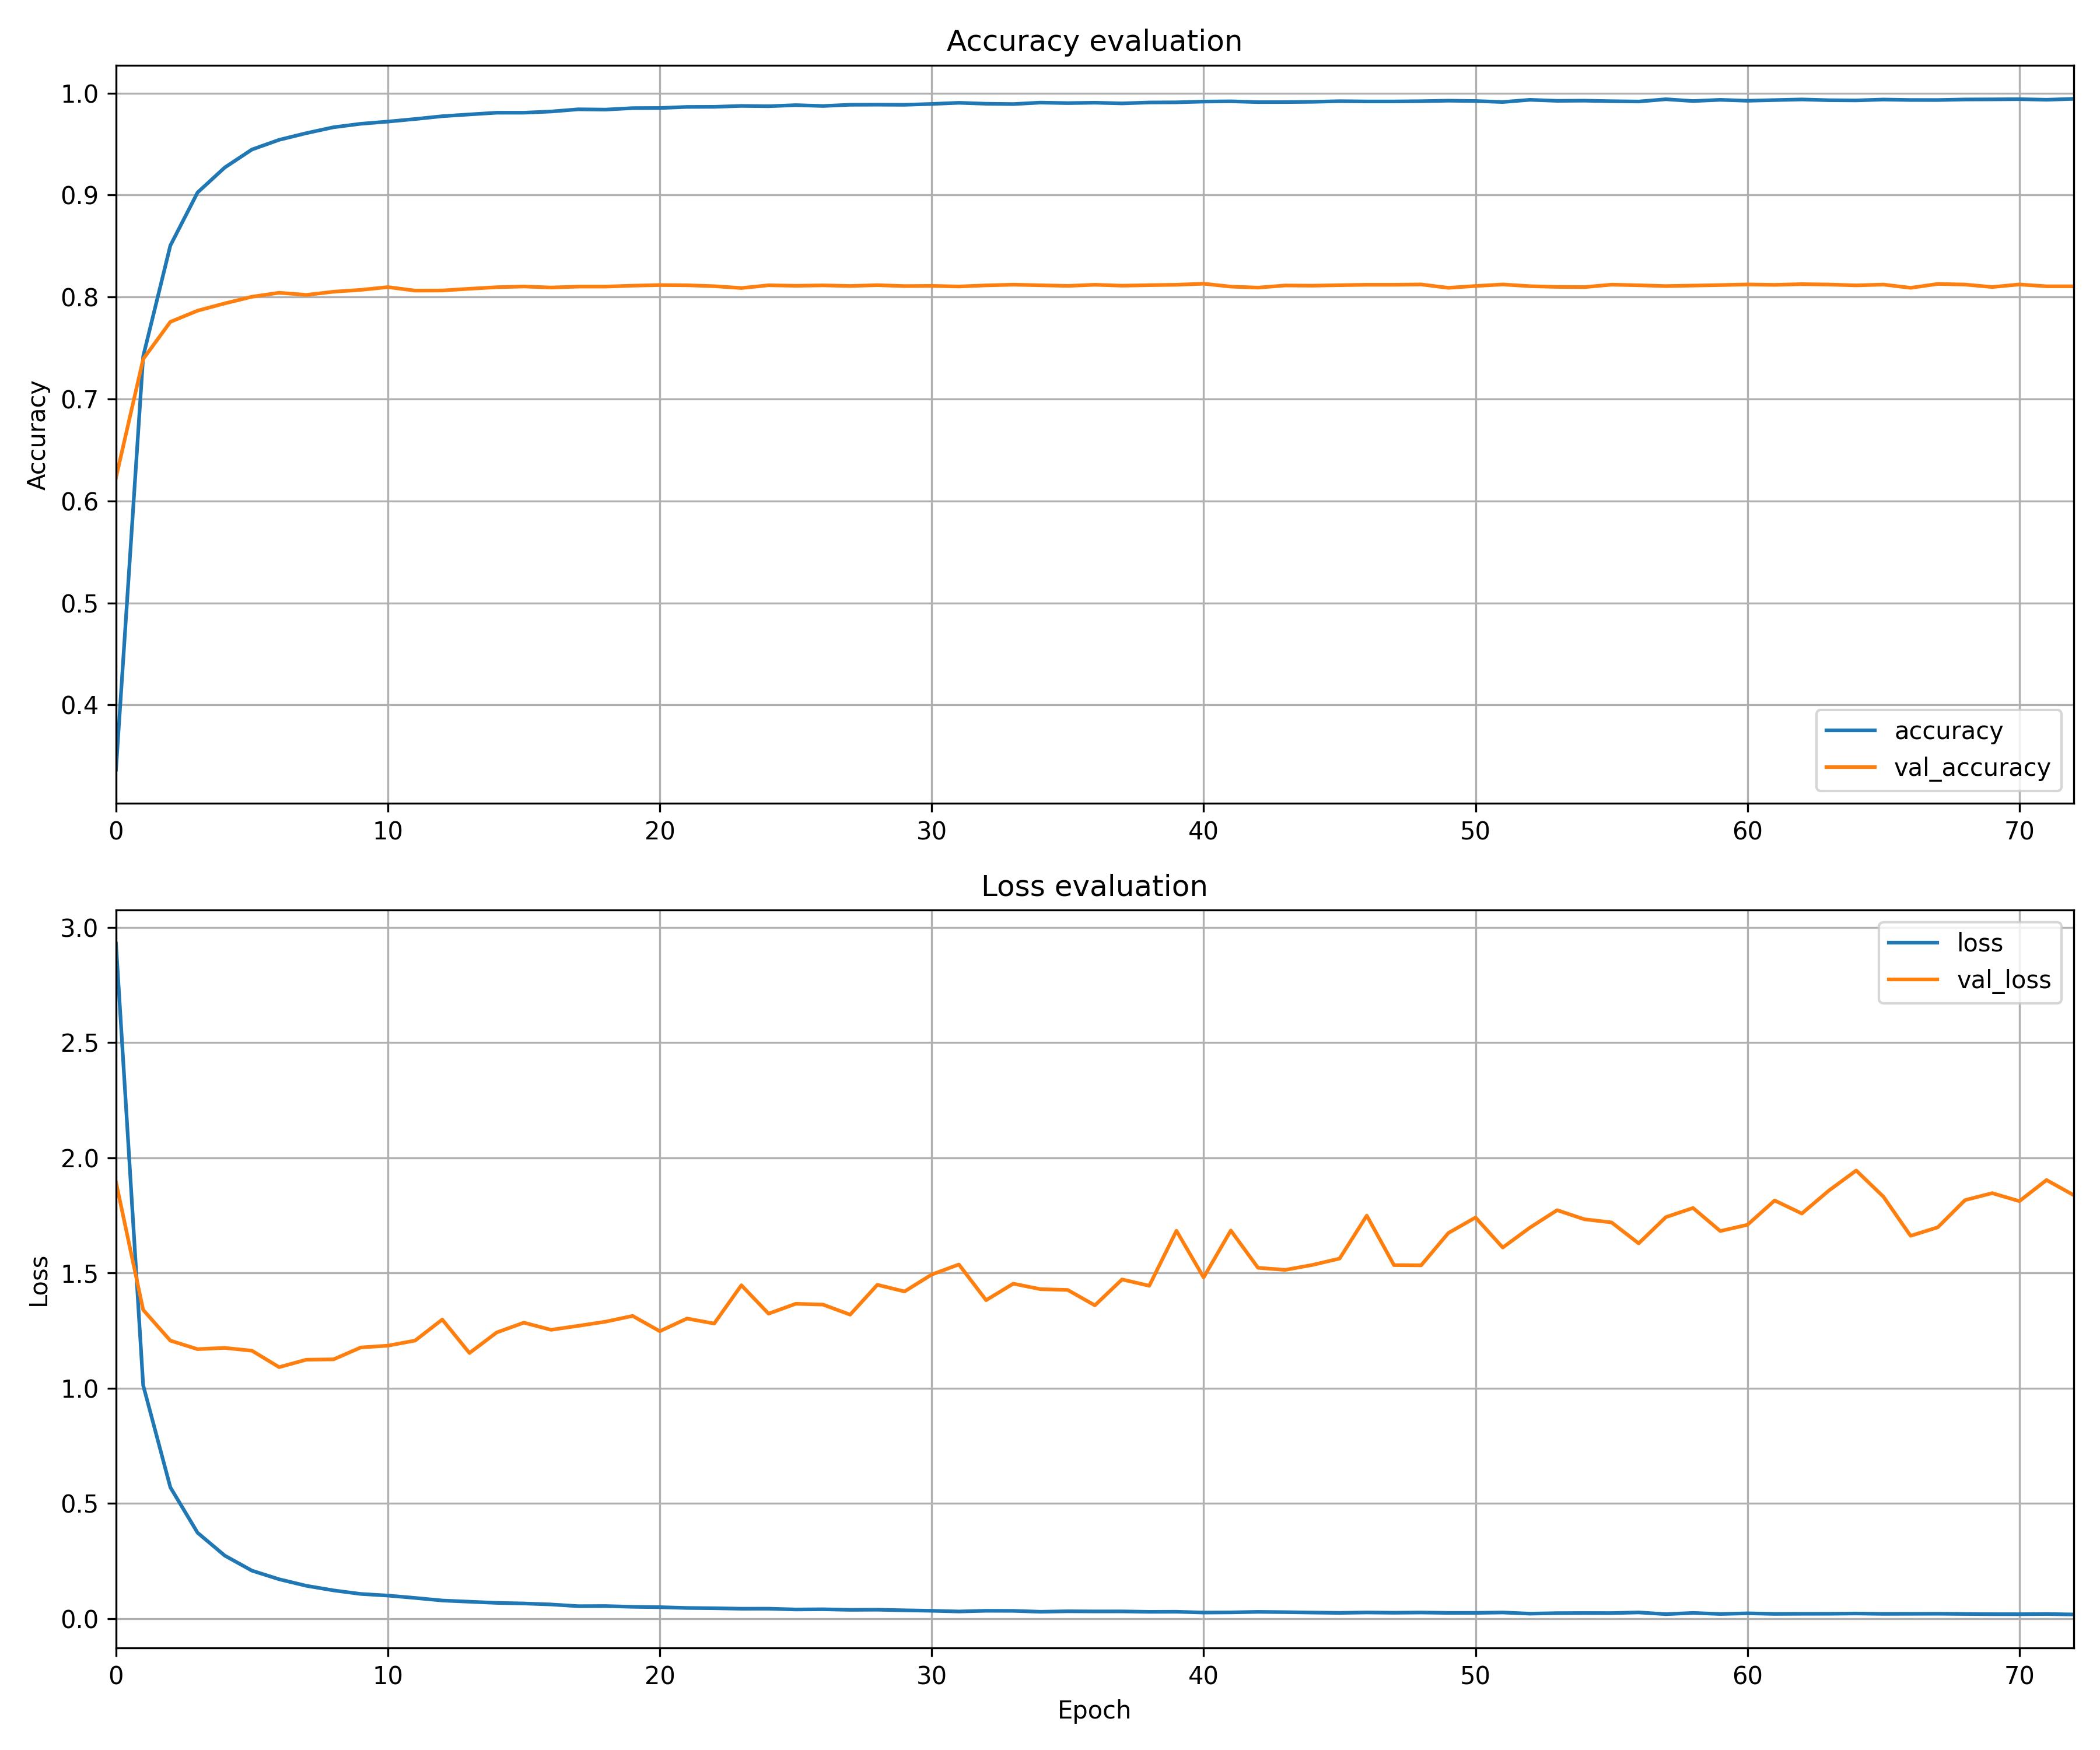 Accuracy evaluation
1.0
0.9
0.8
0.7
0.6
0.5
0.4
Accuracy
accuracy
val_accuracy
0 10 20 30 40 50 60 70
Loss evaluation
3.0
2.5
2.0
1.5
1.0
0.5
0.0
Loss
loss
val_loss
0 10 20 30 40 50 60 70
Epoch